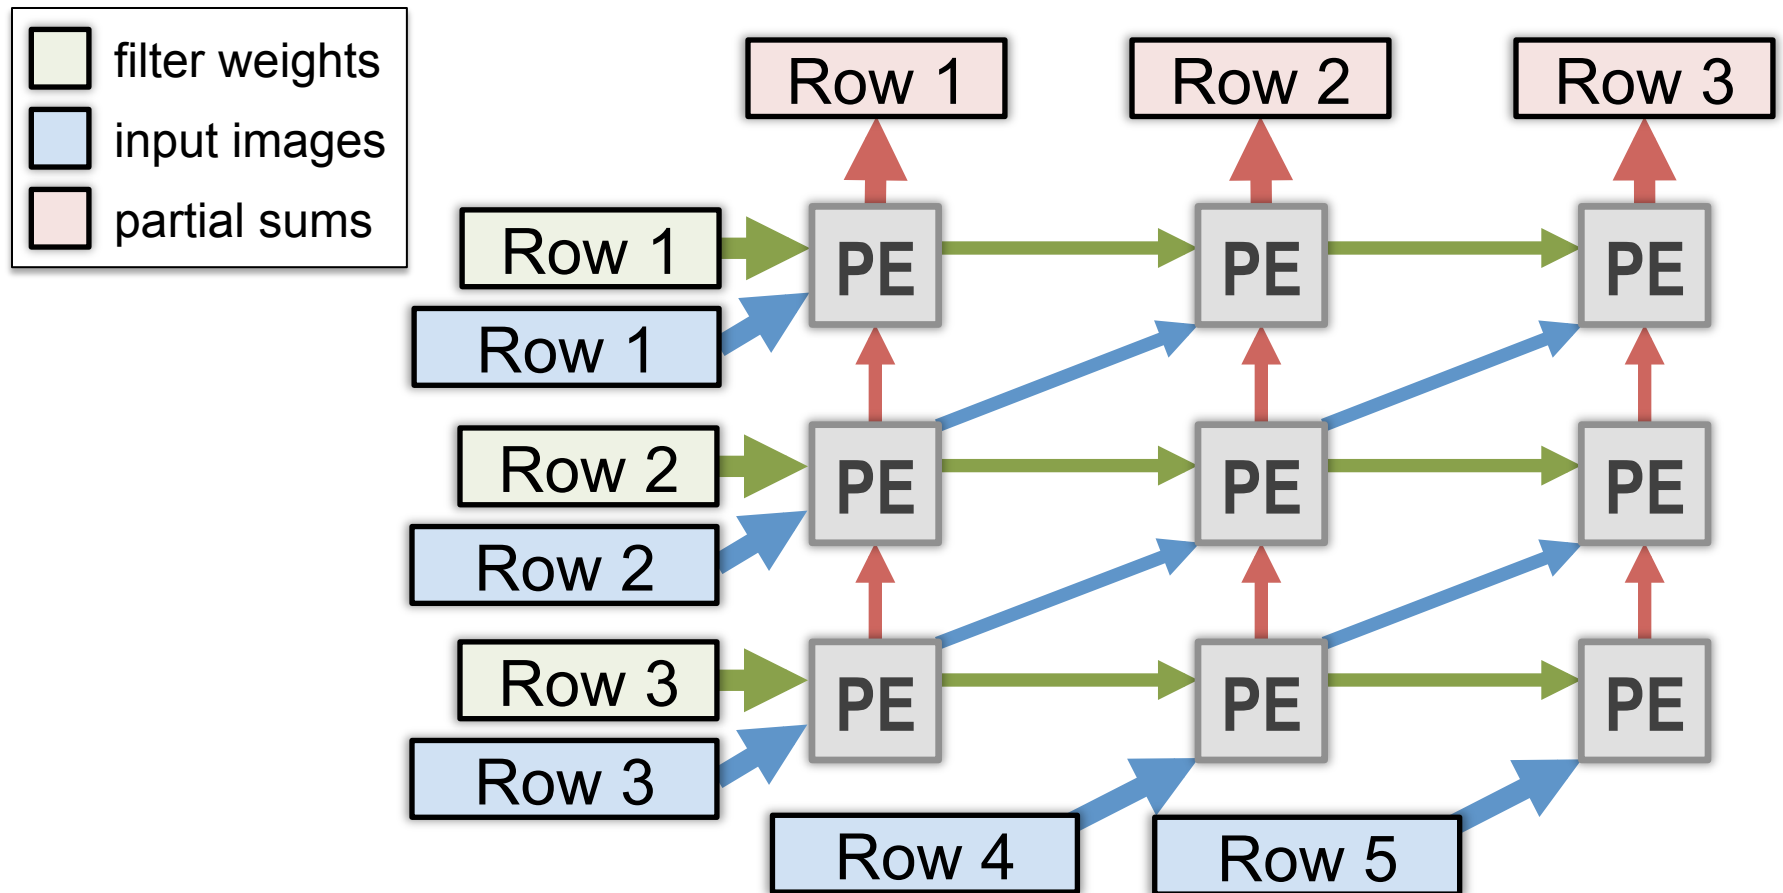 filter weights
input images
partial sums
Row 1
Row 2
Row 3
Row 1
PE
PE
PE
Row 1
Row 2
PE
PE
PE
Row 2
Row 3
PE
PE
PE
Row 3
Row 4
Row 5